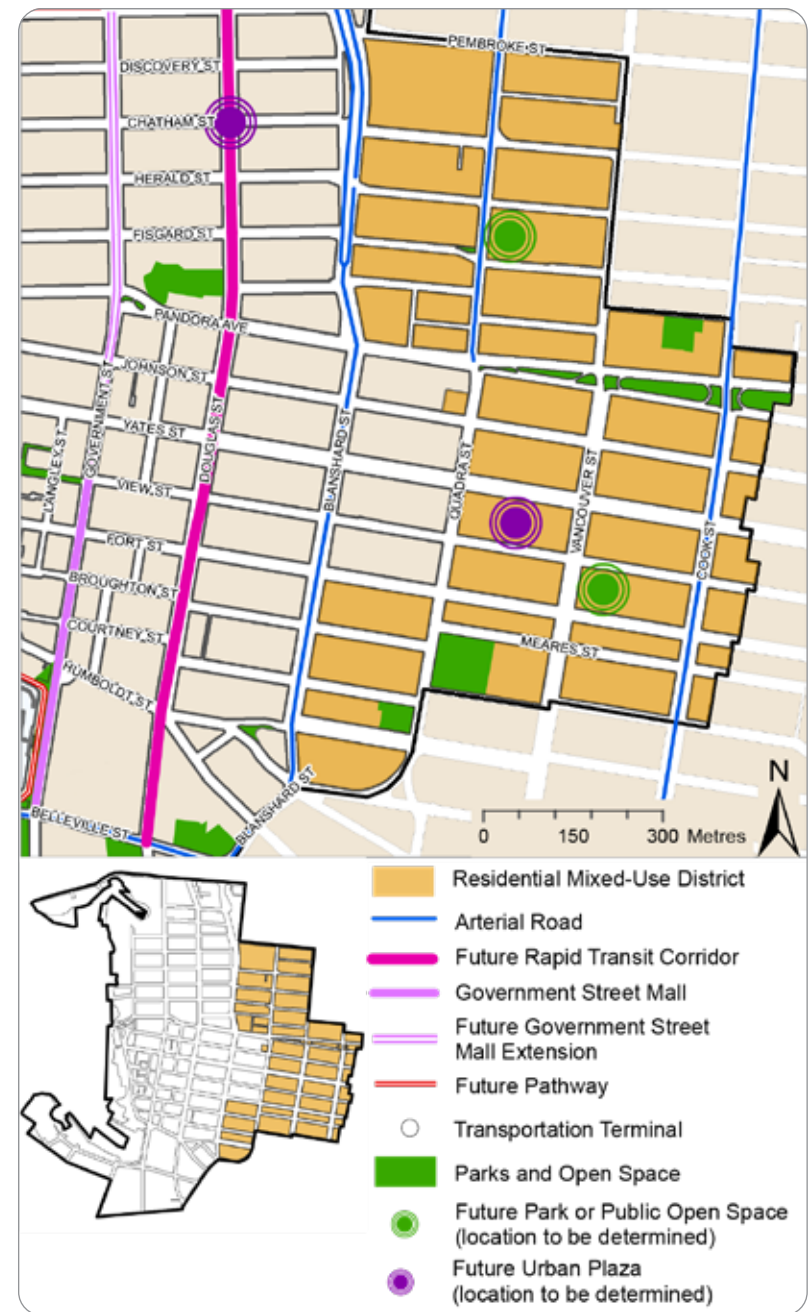 PEMBROKE ST
DISCOVERY ST
CHATHAM ST
HERALD ST
FISGARD ST
PANDORA AVE
JOHNSON ST
GOVERNMENT ST
YATES ST
DOUGLAS ST
BLANSHARD ST
LANGLEY ST
VIEW ST
QUADRA ST
VANCOUVER ST
COOK ST
FORT ST
BROUGHTON ST
COURTNEY ST
MEARES ST
HUMBOLDT ST
BELLEVILLE ST
BLANSHARD ST
N
0 150 300 Metres
Residential Mixed-Use District
Arterial Road
Future Rapid Transit Corridor
Government Street Mall
Future Government Street
Mall Extension
Future Pathway
Transportation Terminal
Parks and Open Space
Future Park or Public Open Space
(location to be determined)
Future Urban Plaza
(location to be determined)